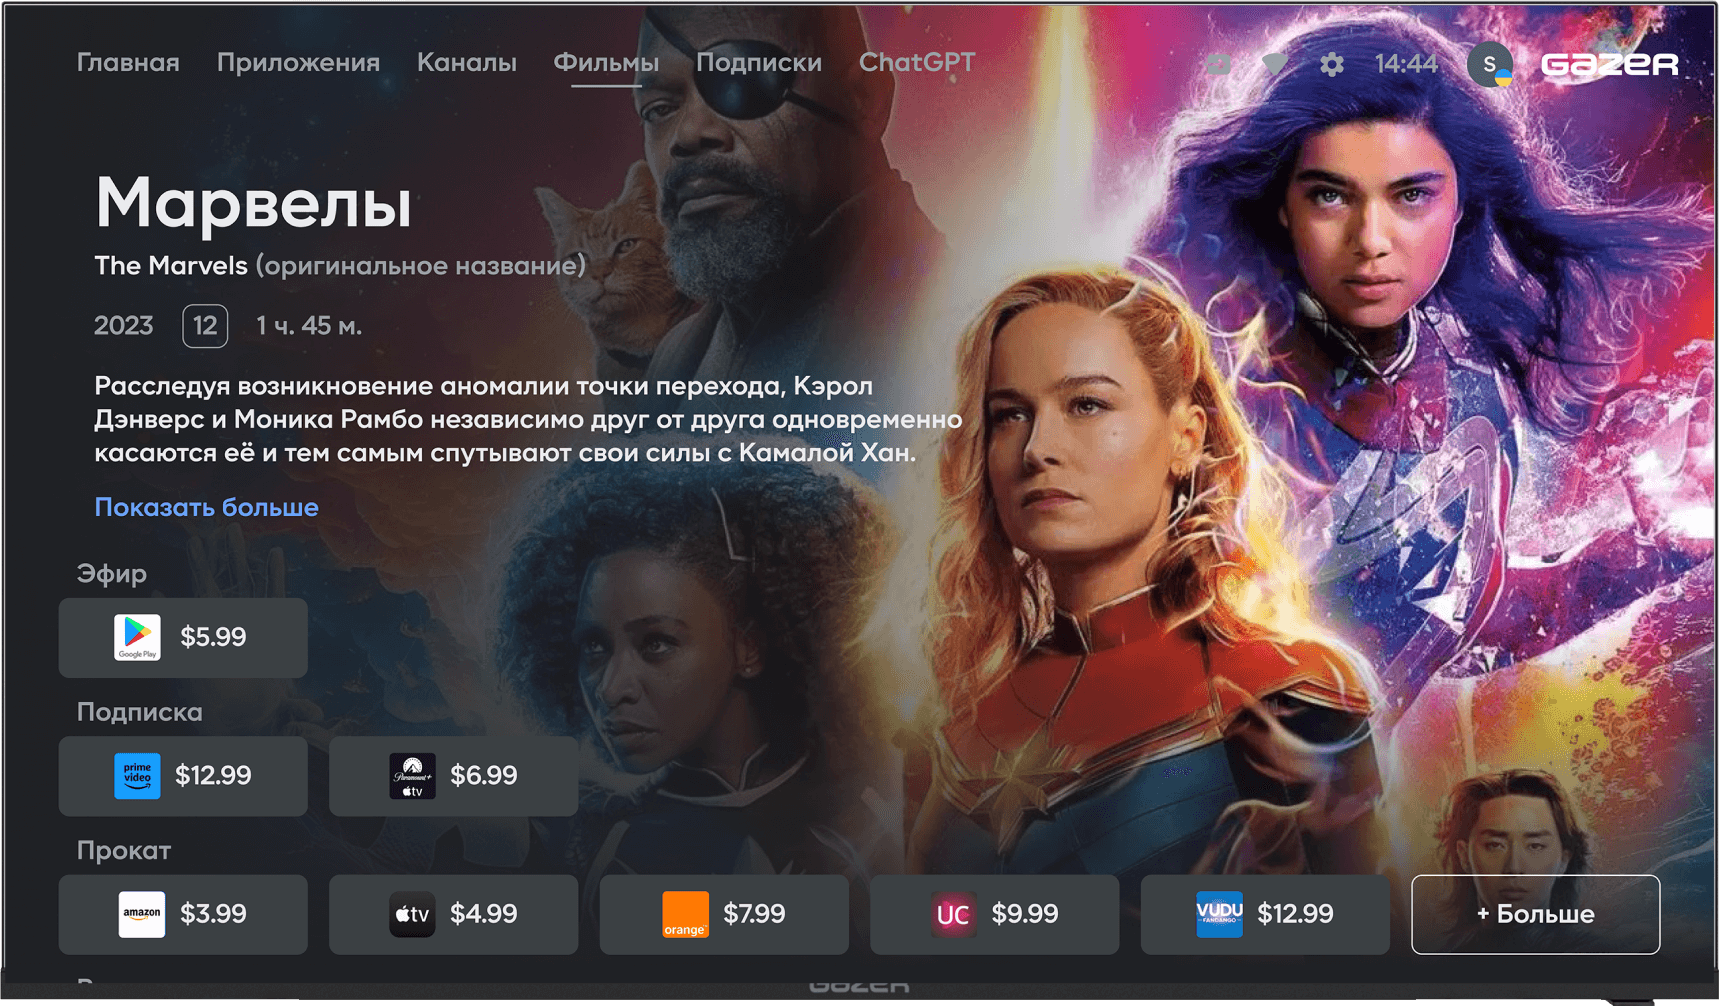 Главная Приложения Каналы Фильмы Подписки ChatGPT 14:44 S GAZER
Марвелы
The Marvels (оригинальное название)
2023 12 1 ч. 45 м.
Расследуя возникновение аномалии точки перехода, Кэрол
Дэнверс и Моника Рамбо независимо друг от друга одновременно
касаются её и тем самым спутывают свои силы с Камалой Хан.
Показать больше
Эфир
Google Play $5.99
Подписка
prime video $12.99 Paramount+ tv $6.99
Прокат
amazon $3.99 tv $4.99 orange $7.99 UC $9.99 VUDU FANDANGO $12.99 + Больше
GAZER